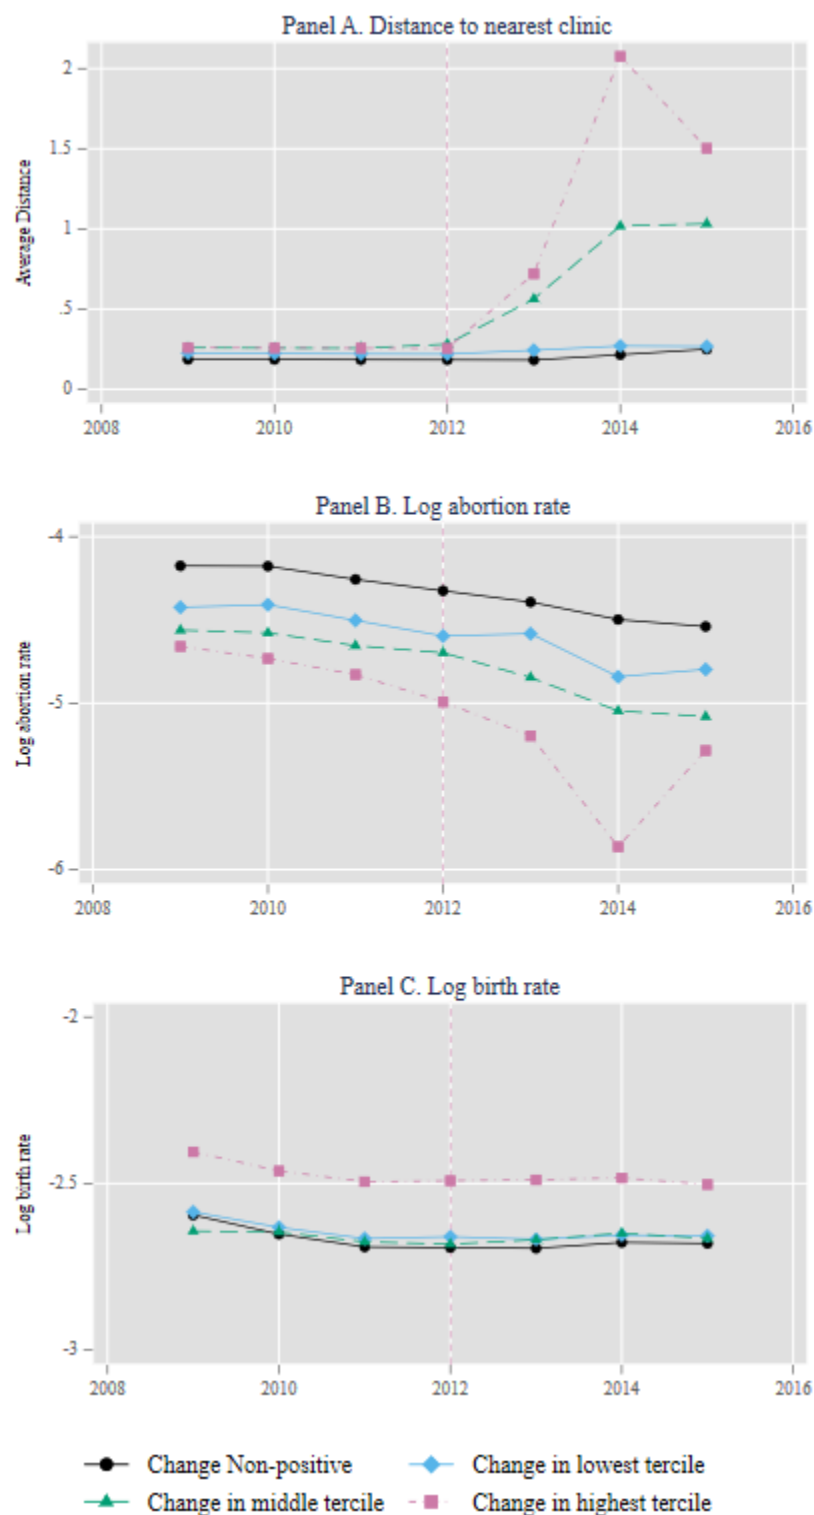 Panel A. Distance to nearest clinic
2
1.5
1
.5
0
Average Distance
2008 2010 2012 2014 2016
Panel B. Log abortion rate
-4
-5
-6
Log abortion rate
2008 2010 2012 2014 2016
Panel C. Log birth rate
-2
-2.5
-3
Log birth rate
2008 2010 2012 2014 2016
Change Non-positive Change in lowest tercile
Change in middle tercile Change in highest tercile